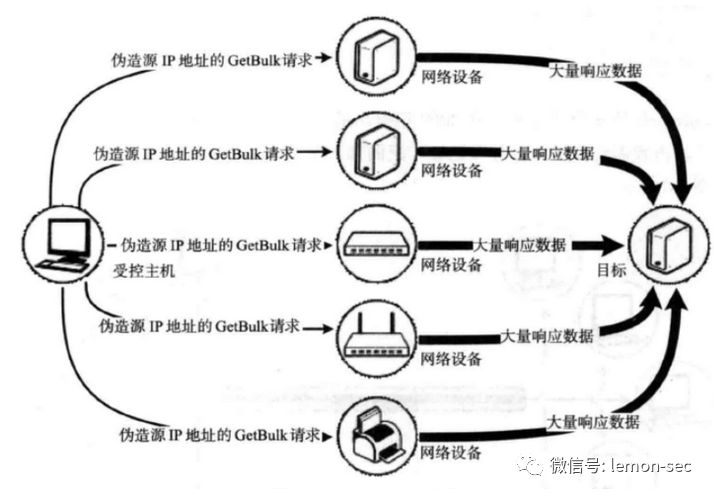 伪造源 IP 地址的 GetBulk 请求
网络设备
大量响应数据
伪造源 IP 地址的 GetBulk 请求
网络设备
大量响应数据
受控主机
伪造源 IP 地址的 GetBulk 请求
网络设备
大量响应数据
目标
伪造源 IP 地址的 GetBulk 请求
网络设备
大量响应数据
伪造源 IP 地址的 GetBulk 请求
网络设备
大量响应数据
微信号: lemon-sec